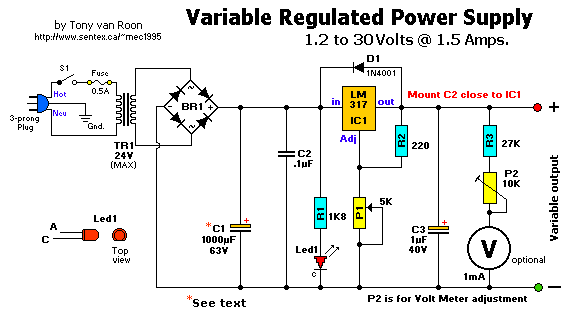 Variable Regulated Power Supply
by Tony van Roon
http://www.sentex.ca/~mec1995
1.2 to 30 Volts @ 1.5 Amps.
D1
1N4001
S1
Fuse
0.5A
Hot
Neu
3-prong
Plug
Gnd.
TR1
24V
(MAX)
BR1
+
in
LM
317
IC1
out
Adj
Mount C2 close to IC1
+
C2
.1µF
R2
220
R3
27K
P2
10K
*C1
1000µF
63V
+
R1
1K8
P1
5K
C3
1µF
40V
+
V
optional
1mA
Variable output
Led1
A
C
Top
view
Led1
c
*See text
P2 is for Volt Meter adjustment